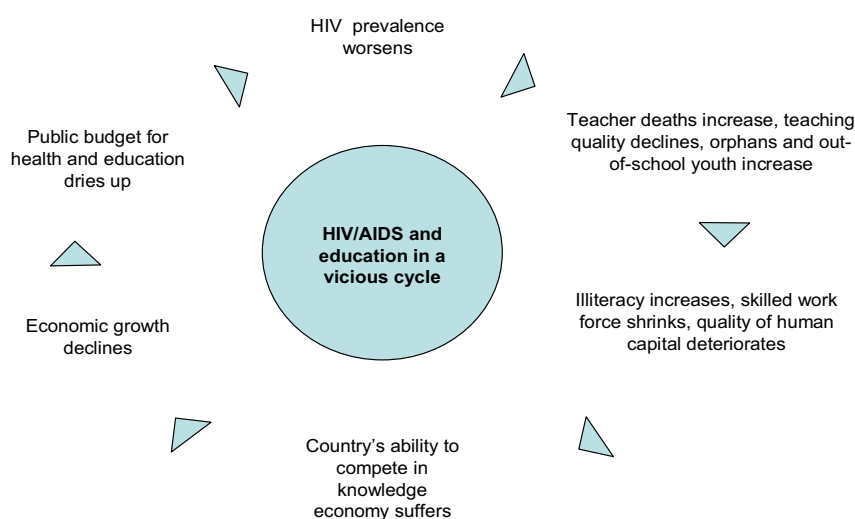 HIV prevalence
worsens
Teacher deaths increase, teaching
quality declines, orphans and out-
of-school youth increase
Illiteracy increases, skilled work
force shrinks, quality of human
capital deteriorates
Country's ability to
compete in
knowledge
economy suffers
Economic growth
declines
Public budget for
health and education
dries up
HIV/AIDS and
education in a
vicious cycle